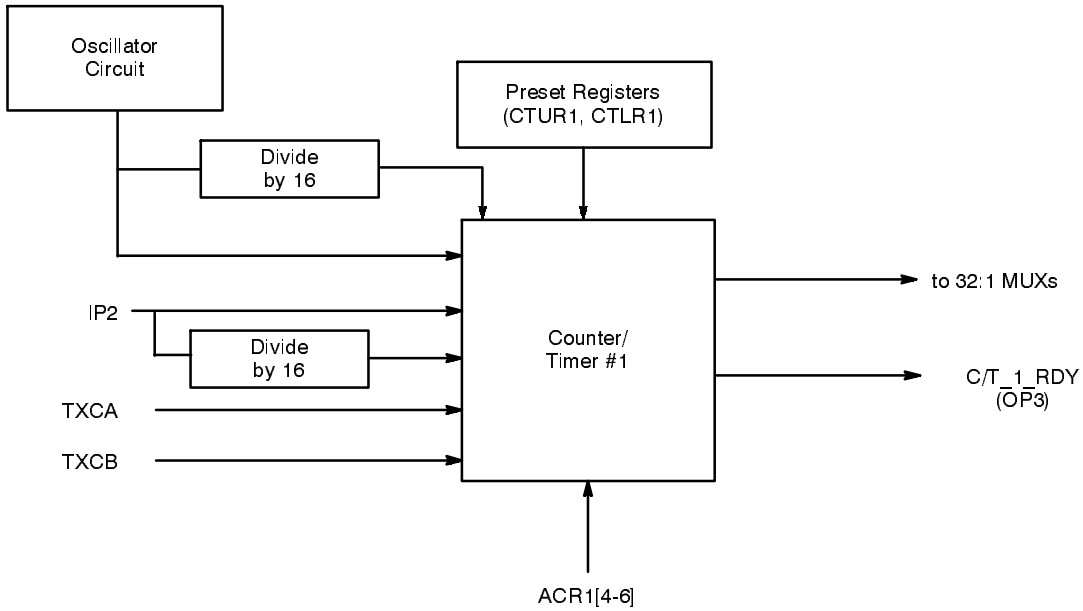 Oscillator
Circuit
Preset Registers
(CTUR1, CTLR1)
Divide
by 16
IP2
Divide
by 16
TXCA
TXCB
Counter/
Timer #1
to 32:1 MUXs
C/T_1_RDY
(OP3)
ACR1[4-6]